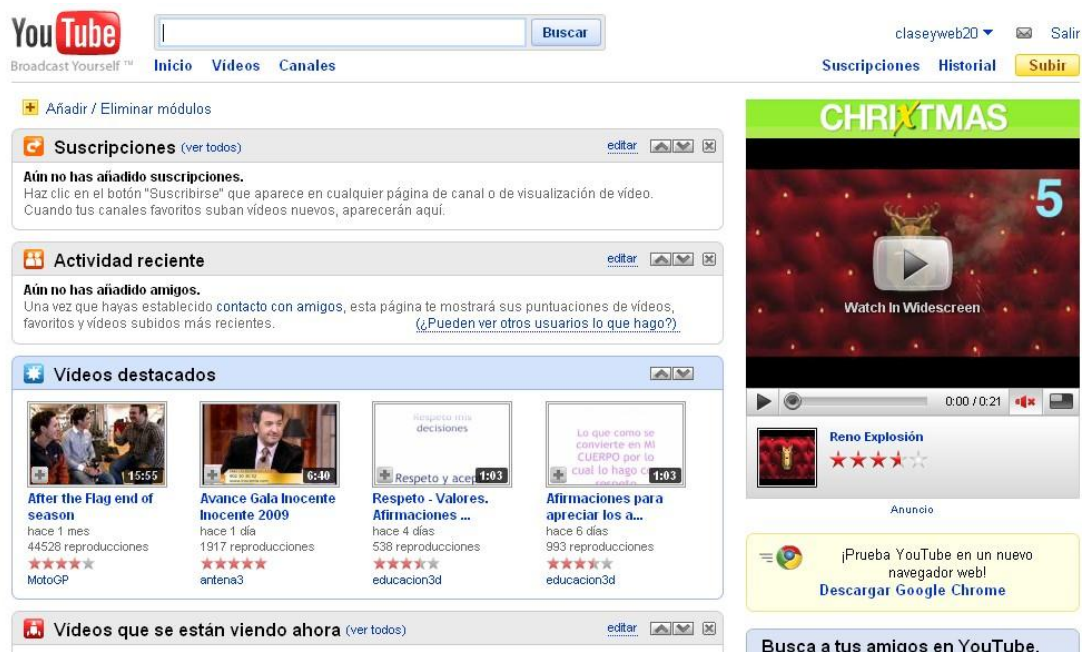 You Tube
Broadcast Yourself ™
Buscar
claseyweb20
Salir
Inicio Vídeos Canales
Suscripciones Historial Subir
Añadir / Eliminar módulos
Suscripciones (ver todos)
editar
Aún no has añadido suscripciones.
Haz clic en el botón "Suscribirse" que aparece en cualquier página de canal o de visualización de vídeo.
Cuando tus canales favoritos suban vídeos nuevos, aparecerán aquí.
Actividad reciente
editar
Aún no has añadido amigos.
Una vez que hayas establecido contacto con amigos, esta página te mostrará sus puntuaciones de vídeos,
favoritos y vídeos subidos más recientes.
(¿Pueden ver otros usuarios lo que hago?)
Vídeos destacados
15:55
After the Flag end of
season
hace 1 mes
44528 reproducciones
MotoGP
6:40
Avance Gala Inocente
Inocente 2009
hace 1 día
1917 reproducciones
antena3
Respeto mis
decisiones
Respeto y acep
1:03
Respeto - Valores.
Afirmaciones ...
hace 4 días
538 reproducciones
educacion3d
Lo que como se
convierte en MI
CUERPO por lo
cual lo hago c
respeto
1:03
Afirmaciones para
apreciar los a...
hace 6 días
993 reproducciones
educacion3d
Vídeos que se están viendo ahora (ver todos)
editar
CHRIXTMAS
5
Watch In Widescreen
0:00 / 0:21
Reno Explosión
Anuncio
¡Prueba YouTube en un nuevo
navegador web!
Descargar Google Chrome
Busca a tus amigos en YouTube.